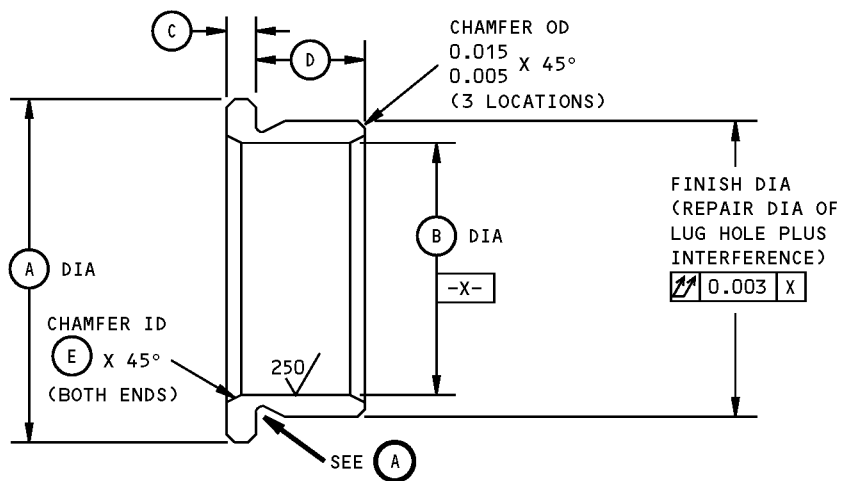 C
D
CHAMFER OD
0.015
0.005 X 45°
(3 LOCATIONS)
FINISH DIA
(REPAIR DIA OF
LUG HOLE PLUS
INTERFERENCE)
0.003 X
A DIA
B DIA
-X-
CHAMFER ID
E X 45°
(BOTH ENDS)
250
SEE A